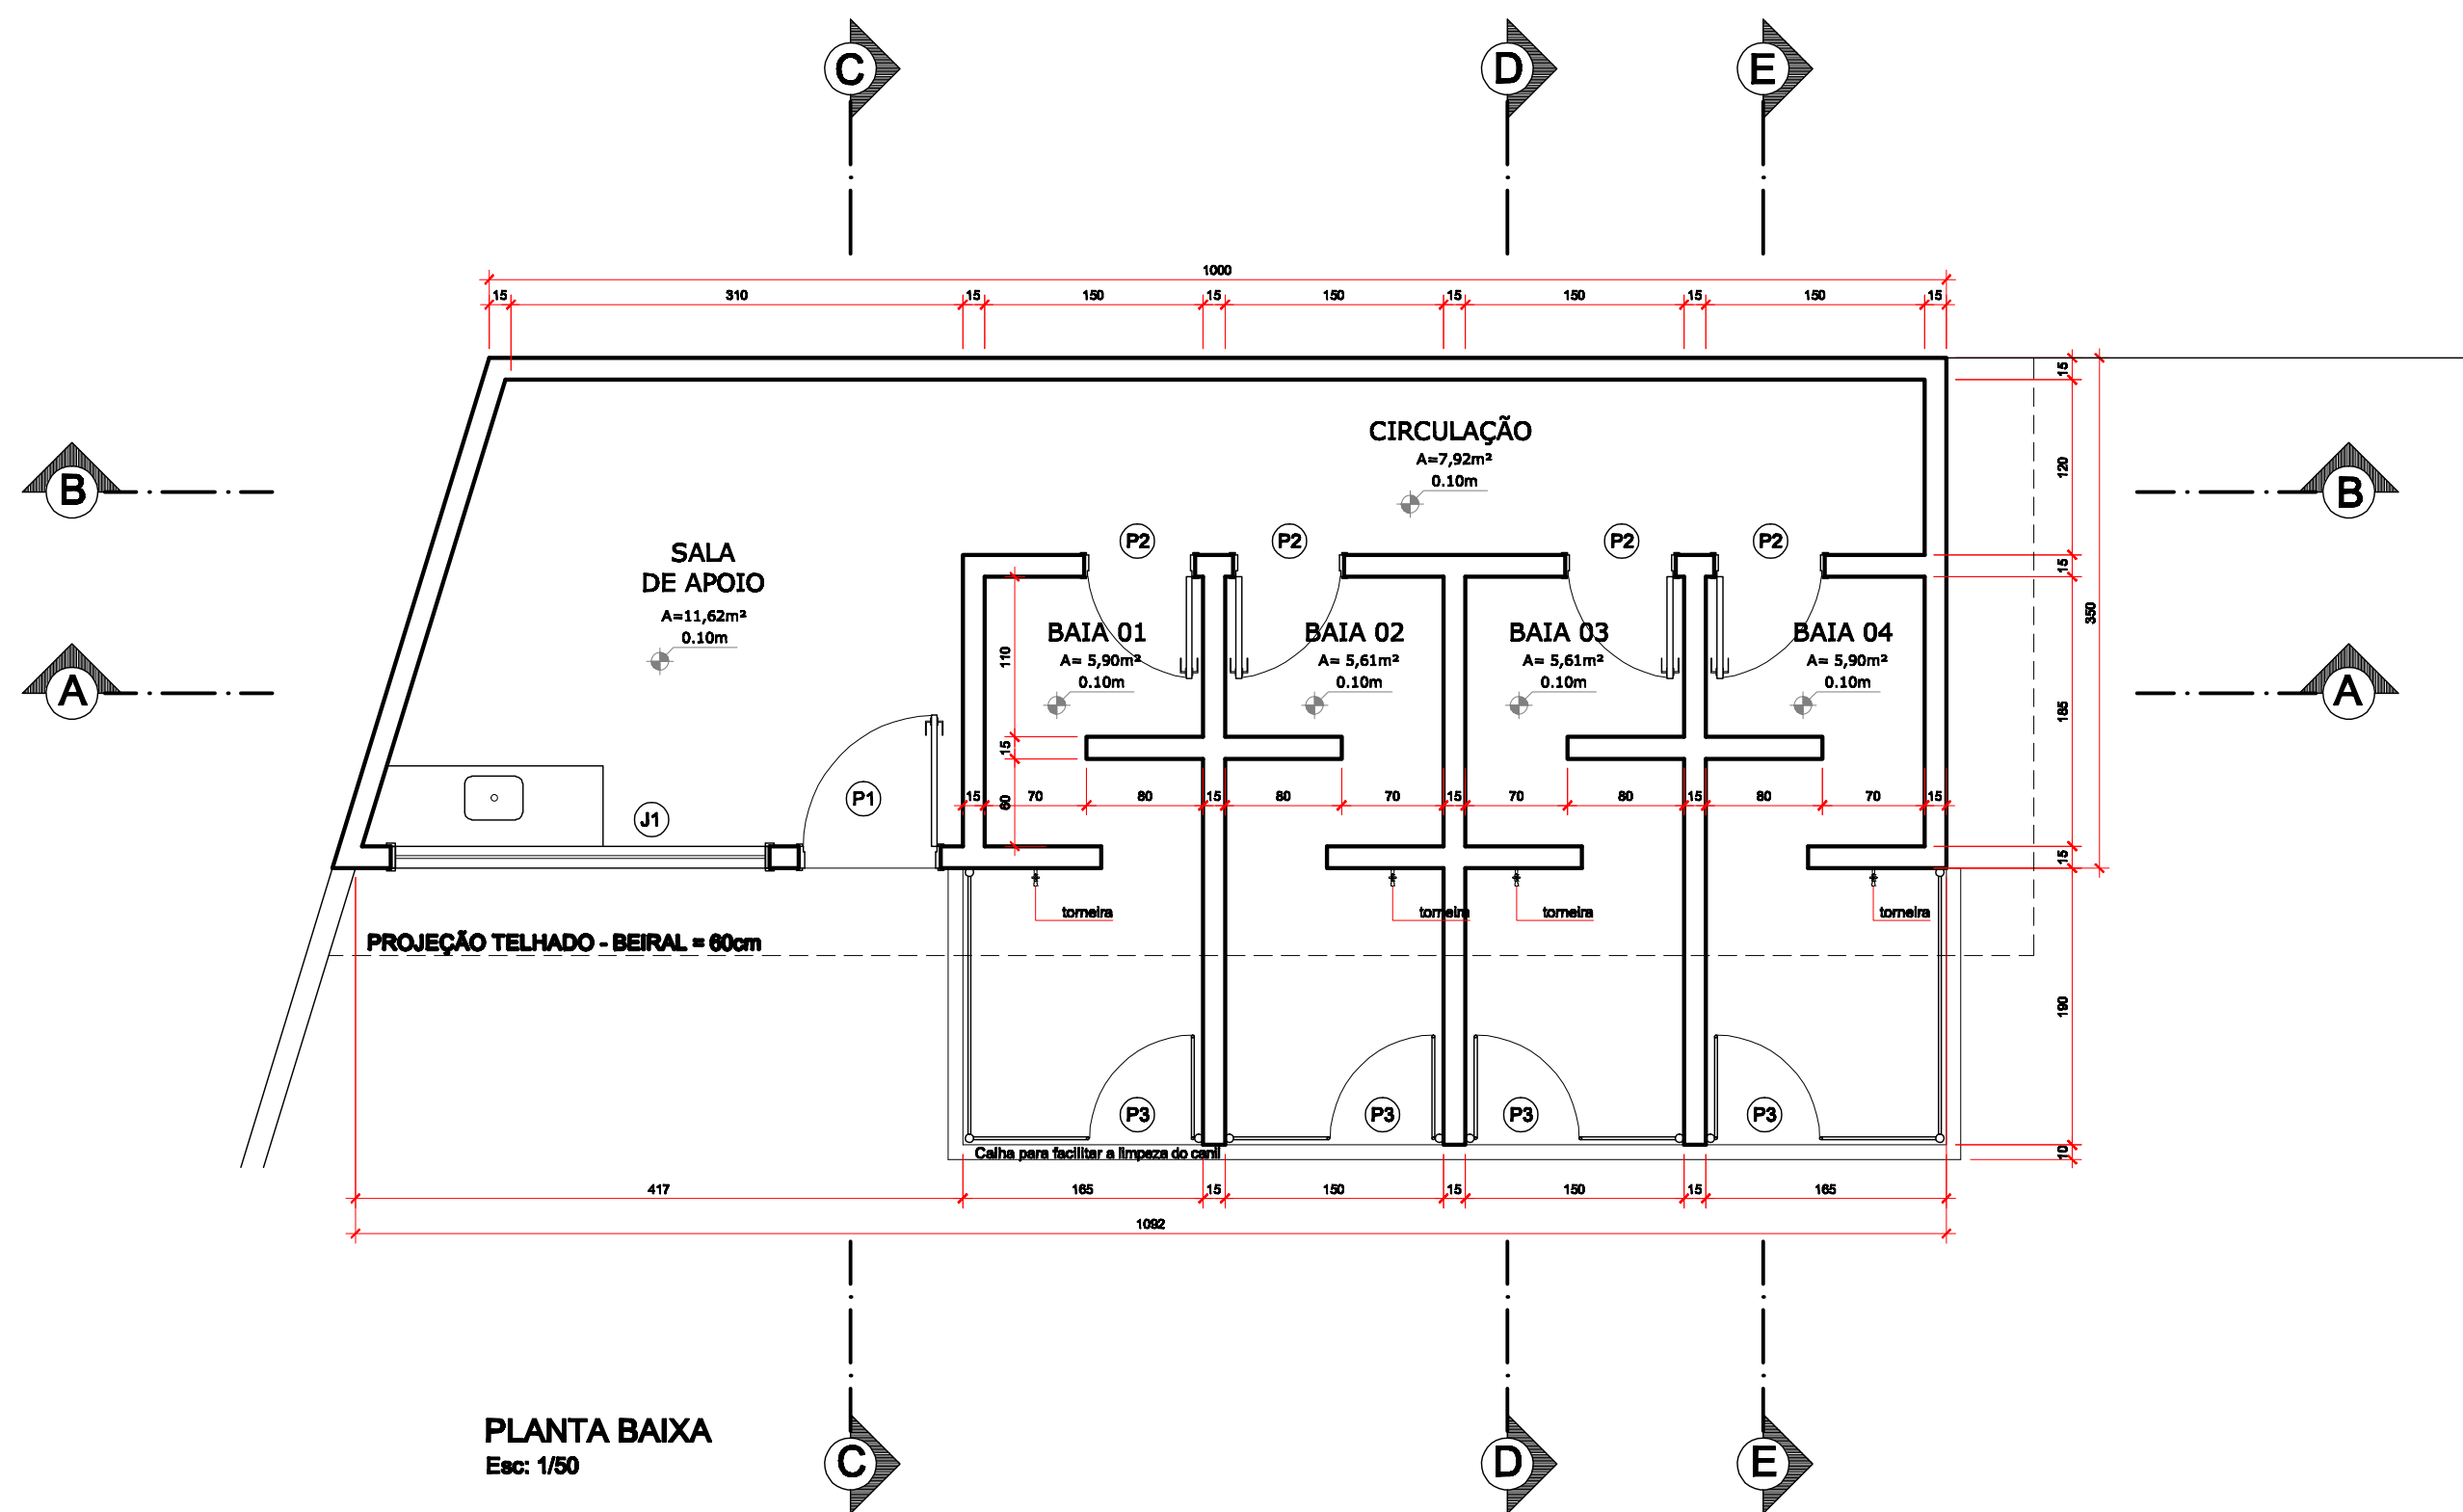 C D E
1000
15 310 15 150 15 150 15 150 15 150 15
15
CIRCULAÇÃO
A=7,92m²
0.10m
120
B B
P2 P2 P2 P2
SALA
DE APOIO
A=11,62m²
0.10m
15
350
BAIA 01 BAIA 02 BAIA 03 BAIA 04
A= 5,90m² A= 5,61m² A= 5,61m² A= 5,90m²
0.10m 0.10m 0.10m 0.10m
110
A A
185
15
P1
60
15 70 80 15 80 70 15 70 80 15 80 70 15
J1
15
torneira torneira torneira torneira
PROJEÇÃO TELHADO - BEIRAL = 60cm
190
P3 P3 P3 P3
Calha para facilitar a limpeza do canil
10
417 165 15 150 15 150 15 165
1092
PLANTA BAIXA
Esc: 1/50
C D E